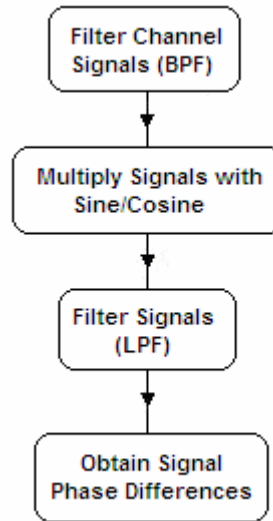 Filter Channel
Signals (BPF)
Multiply Signals with
Sine/Cosine
Filter Signals
(LPF)
Obtain Signal
Phase Differences